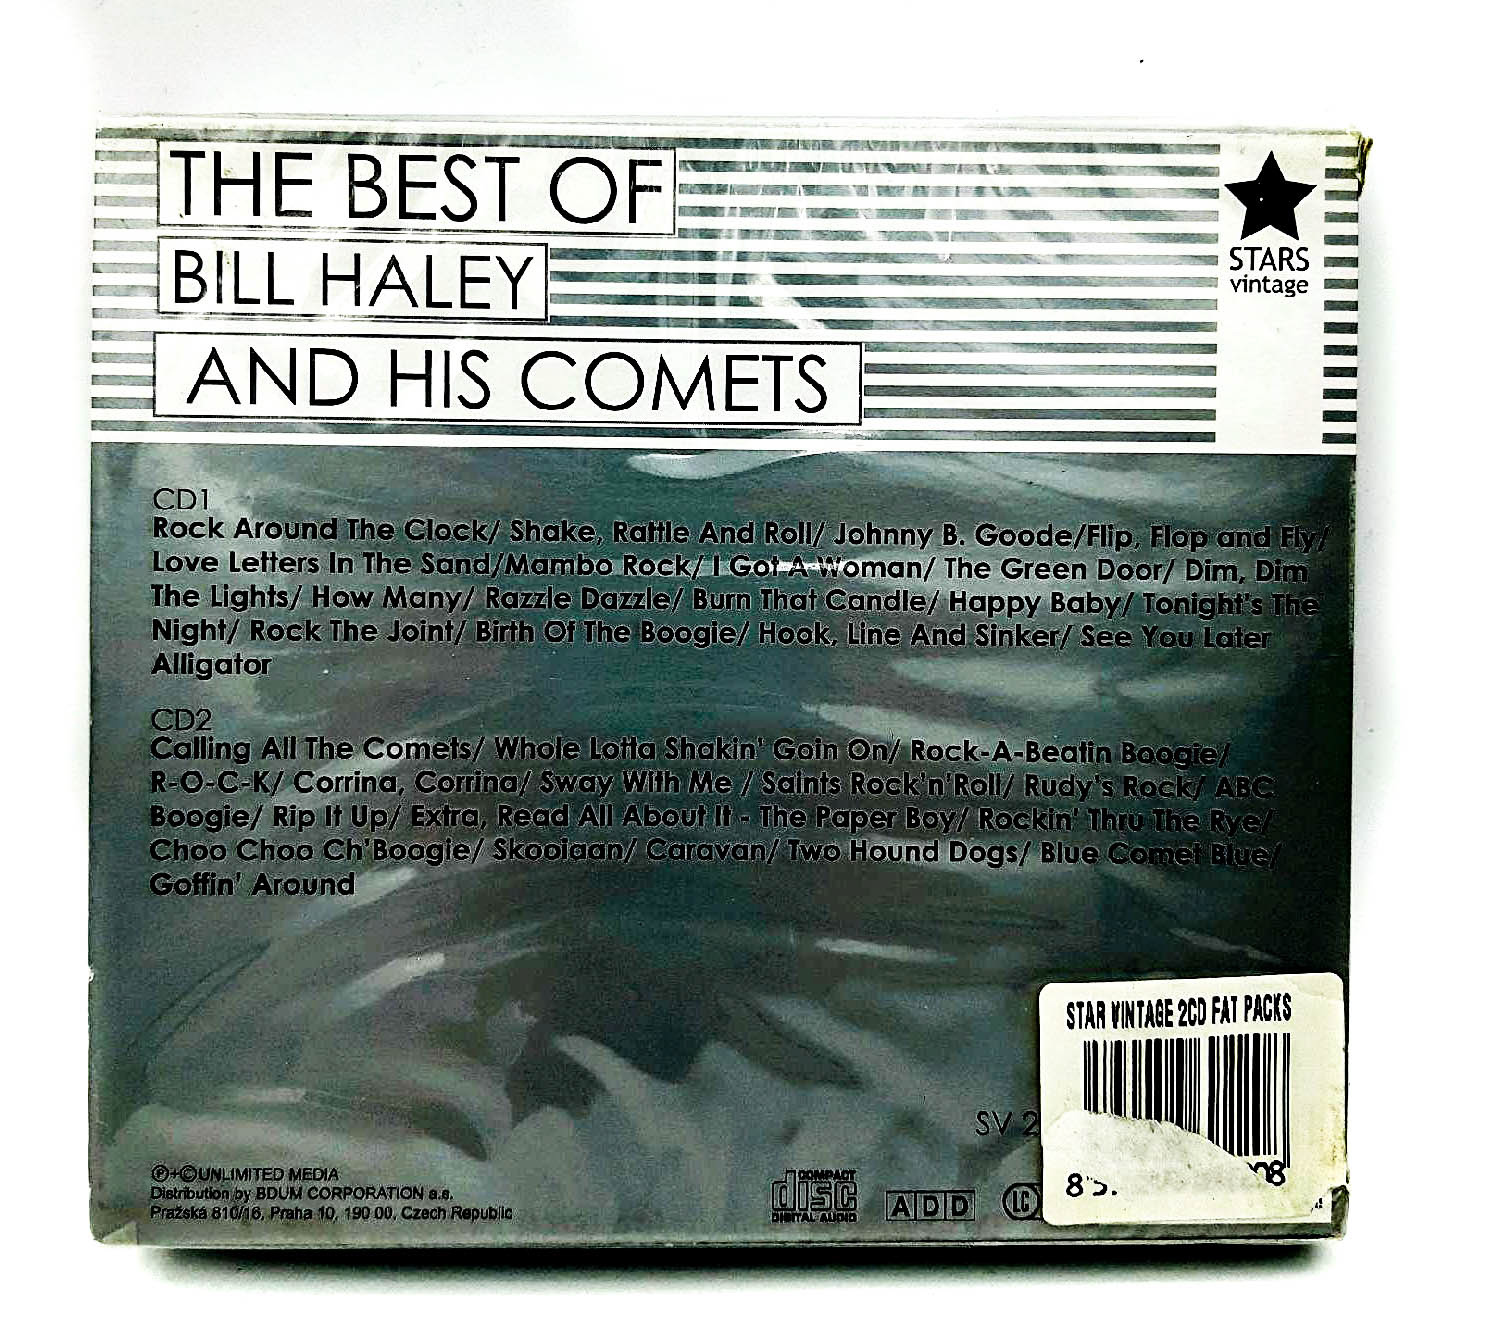 THE BEST OF
BILL HALEY
AND HIS COMETS
STARS
vintage
CD1
Rock Around The Clock/ Shake, Rattle And Roll/ Johnny B. Goode/Flip, Flop and Fly/
Love Letters In The Sand/Mambo Rock/ I Got A Woman/ The Green Door/ Dim, Dim
The Lights/ How Many/ Razzle Dazzle/ Burn That Candle/ Happy Baby/ Tonight's The
Night/ Rock The Joint/ Birth Of The Boogie/ Hook, Line And Sinker/ See You Later
Alligator
CD2
Calling All The Comets/ Whole Lotta Shakin' Goin On/ Rock-A-Beatin Boogie/
R-O-C-K/ Corrina, Corrina/ Sway With Me / Saints Rock'n'Roll/ Rudy's Rock/ ABC
Boogie/ Rip It Up/ Extra, Read All About It - The Paper Boy/ Rockin' Thru The Rye/
Choo Choo Ch'Boogie/ Skooiaan/ Caravan/ Two Hound Dogs/ Blue Comet Blue/
Goffin' Around
STAR VINTAGE 2CD FAT PACKS
SV 2
℗+©UNLIMITED MEDIA
Distribution by BDUM CORPORATION a.s.
Pražská 810/16, Praha 10, 190 00, Czech Republic
COMPACT
disc
DIGITAL AUDIO
ADD
LC